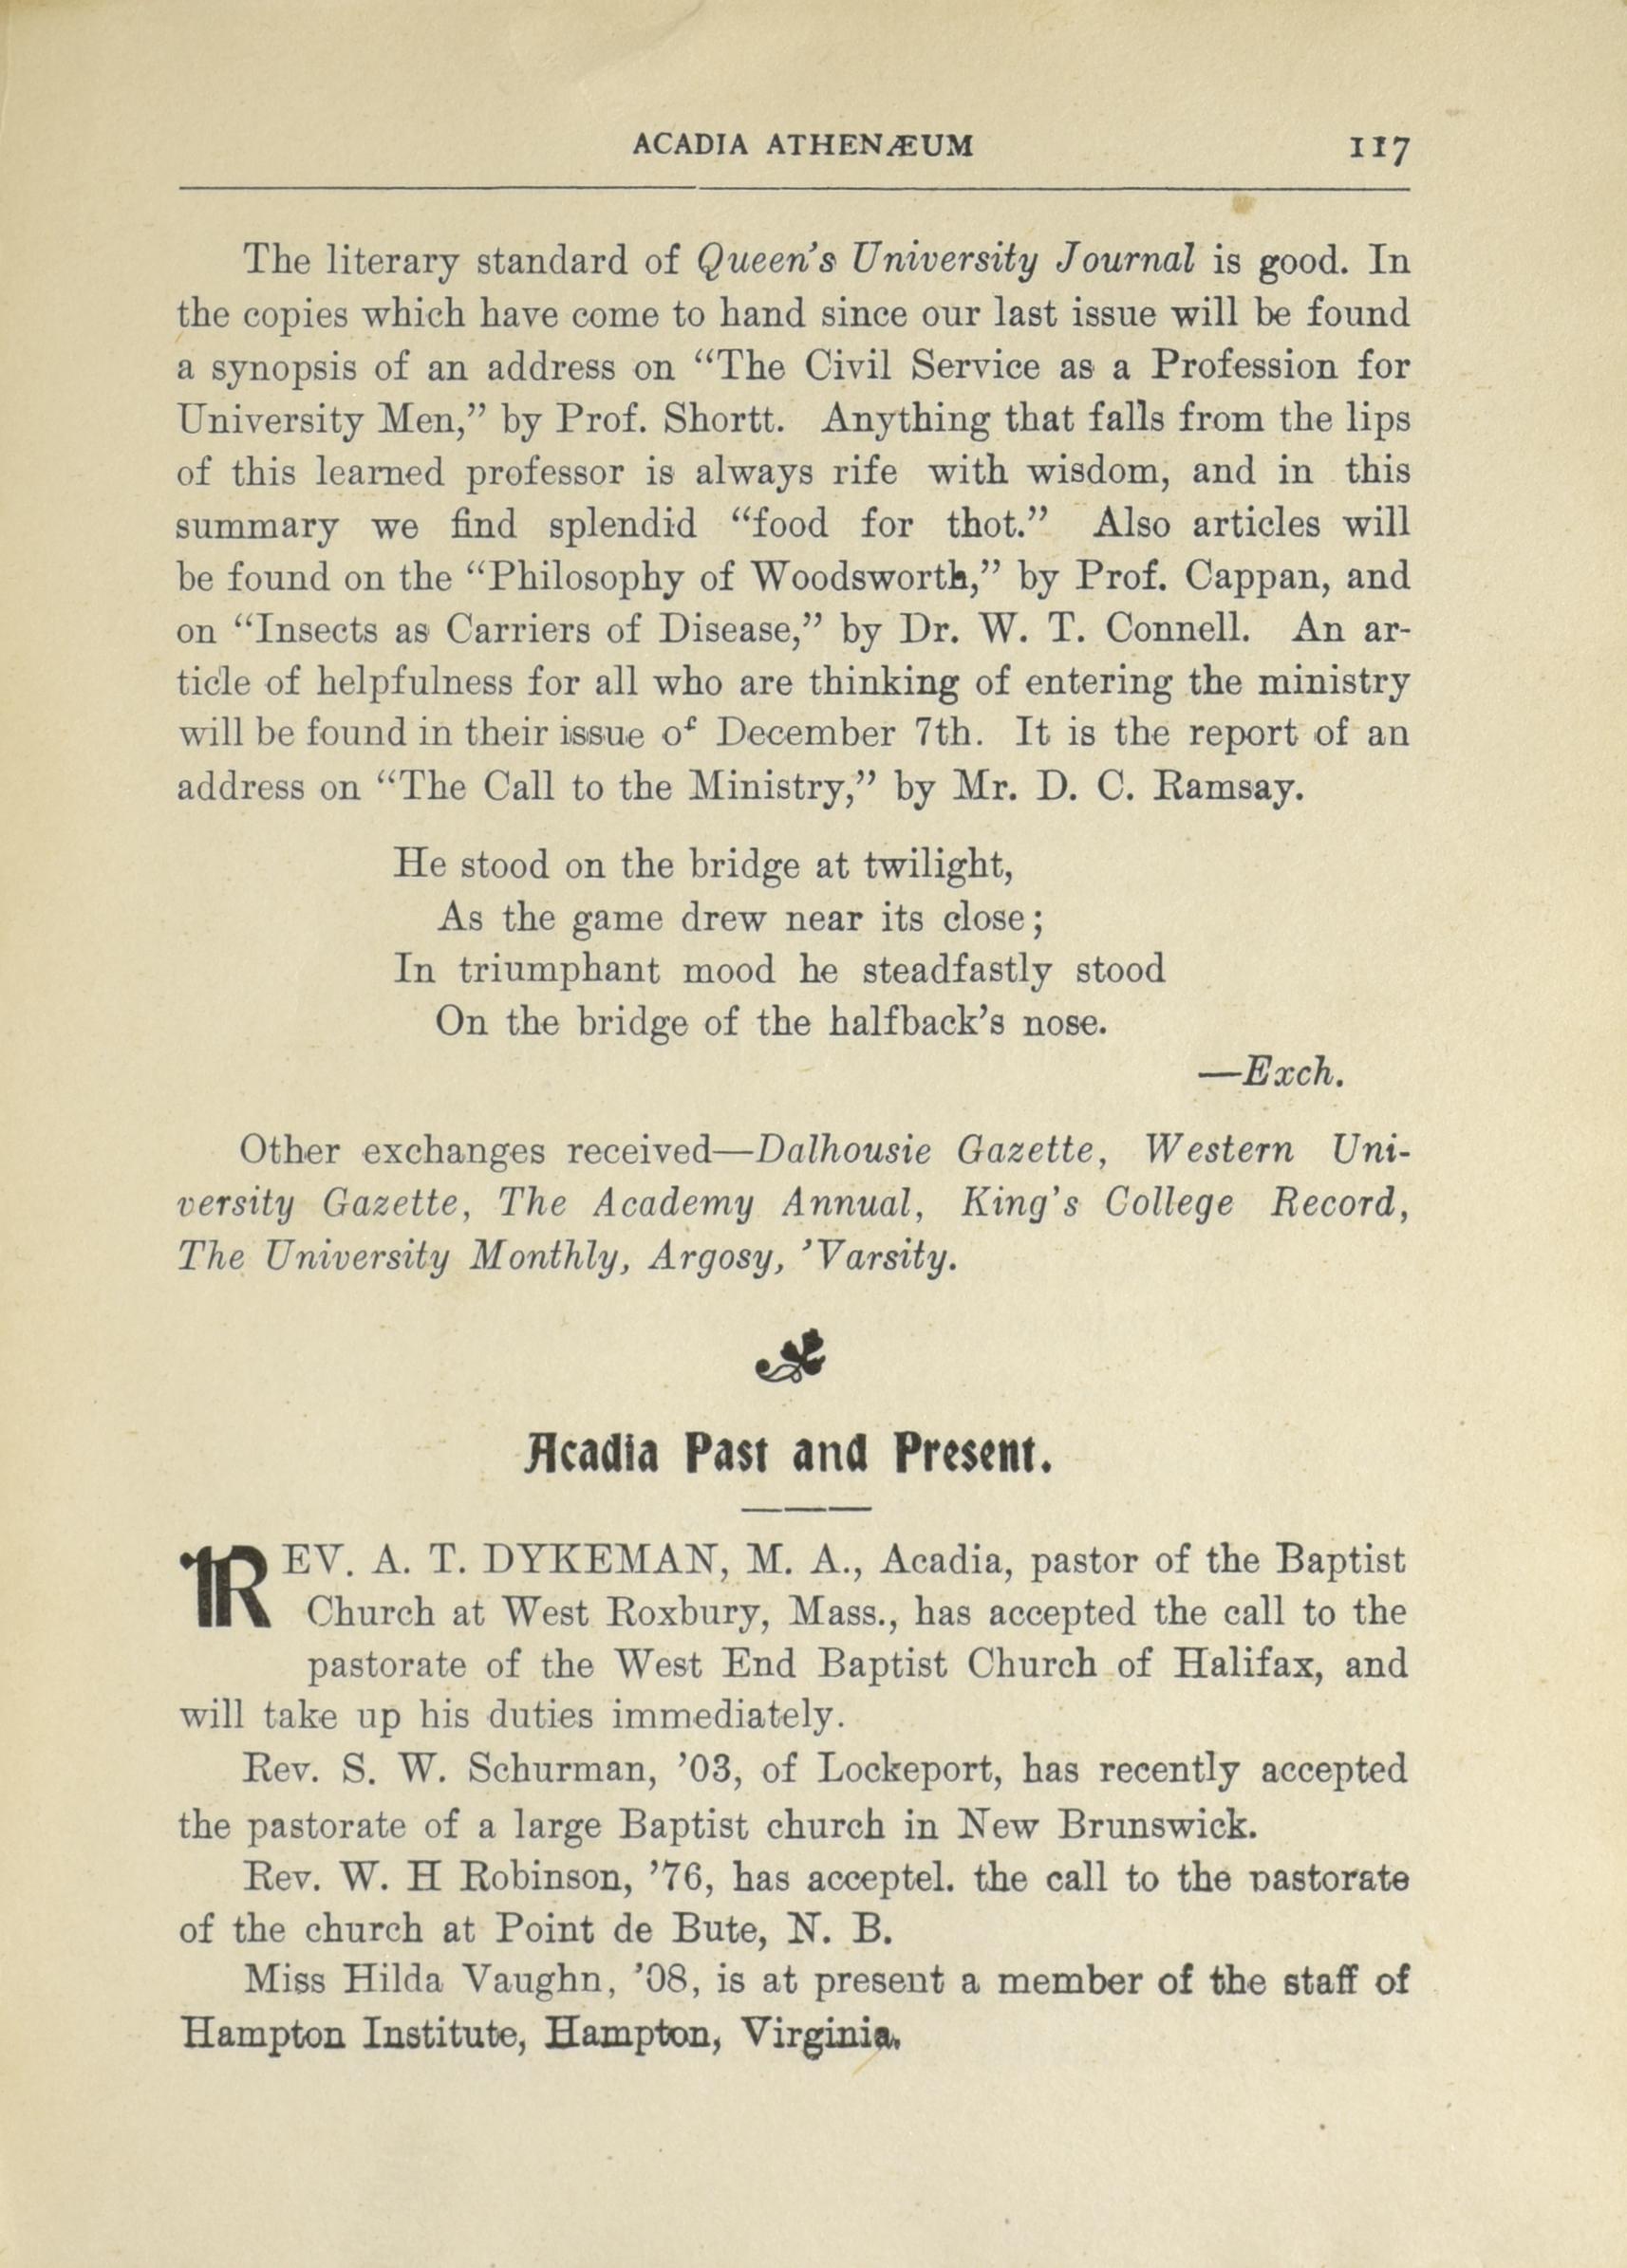 ACADIA ATHENÆUM 117
The literary standard of Queen's University Journal is good. In
the copies which have come to hand since our last issue will be found
a synopsis of an address on “The Civil Service as a Profession for
University Men,” by Prof. Shortt. Anything that falls from the lips
of this learned professor is always rife with wisdom, and in this
summary we find splendid “food for thot.” Also articles will
be found on the “Philosophy of Woodsworth,” by Prof. Cappan, and
on “Insects as Carriers of Disease,” by Dr. W. T. Connell. An ar-
ticle of helpfulness for all who are thinking of entering the ministry
will be found in their issue of December 7th. It is the report of an
address on “The Call to the Ministry,” by Mr. D. C. Ramsay.
He stood on the bridge at twilight,
As the game drew near its close;
In triumphant mood he steadfastly stood
On the bridge of the halfback's nose.
—Exch.
Other exchanges received—Dalhousie Gazette, Western Uni-
versity Gazette, The Academy Annual, King's College Record,
The University Monthly, Argosy, 'Varsity.
Acadia Past and Present.
REV. A. T. DYKEMAN, M. A., Acadia, pastor of the Baptist
Church at West Roxbury, Mass., has accepted the call to the
pastorate of the West End Baptist Church of Halifax, and
will take up his duties immediately.
Rev. S. W. Schurman, '03, of Lockeport, has recently accepted
the pastorate of a large Baptist church in New Brunswick.
Rev. W. H Robinson, '76, has acceptel. the call to the pastorate
of the church at Point de Bute, N. B.
Miss Hilda Vaughn, '08, is at present a member of the staff of
Hampton Institute, Hampton, Virginia.